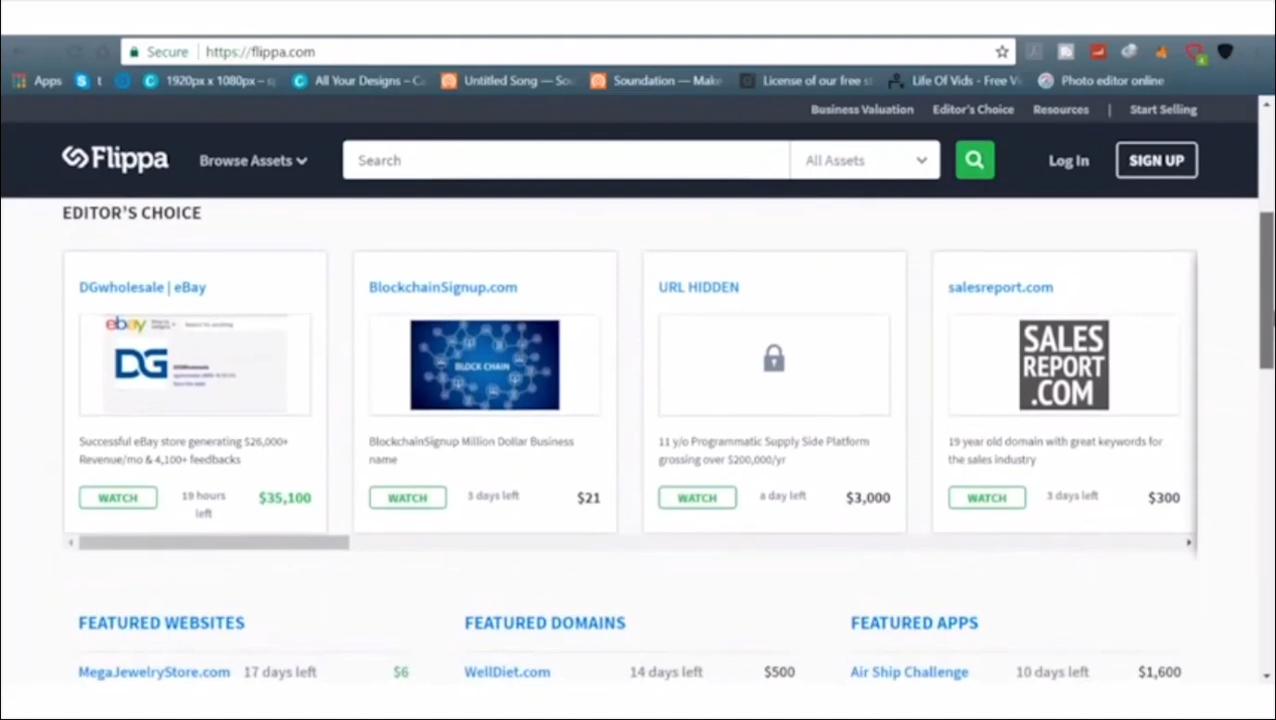 Secure | https://flippa.com
Apps
t
1920px x 1080px – s
All Your Designs – Ca
Untitled Song — Sou
Soundation — Make
License of our free st
Life Of Vids - Free Vi
Photo editor online
Business Valuation Editor's Choice Resources | Start Selling
Flippa Browse Assets Search All Assets Log In SIGN UP
EDITOR'S CHOICE
DGwholesale | eBay
ebay
DG
Successful eBay store generating $26,000+
Revenue/mo & 4,100+ feedbacks
WATCH 19 hours left $35,100
BlockchainSignup.com
BLOCK CHAIN
BlockchainSignup Million Dollar Business
name
WATCH 3 days left $21
URL HIDDEN
11 y/o Programmatic Supply Side Platform
grossing over $200,000/yr
WATCH a day left $3,000
salesreport.com
SALES
REPORT
.COM
19 year old domain with great keywords for
the sales industry
WATCH 3 days left $300
FEATURED WEBSITES
MegaJewelryStore.com 17 days left $6
FEATURED DOMAINS
WellDiet.com 14 days left $500
FEATURED APPS
Air Ship Challenge 10 days left $1,600